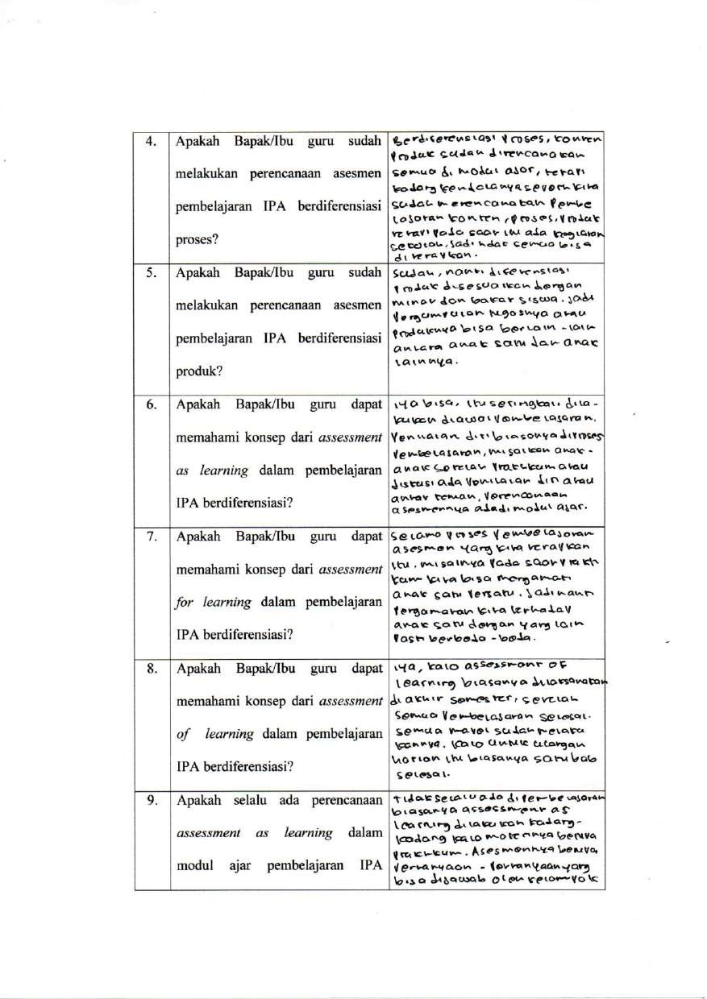 4.
Apakah Bapak/Ibu guru sudah
melakukan perencanaan asesmen
pembelajaran IPA berdiferensiasi
proses?
Berdiferensiasi proses, konten
produk sudah direncanakan
semua di modul ajar, tetapi
kadang kendalanya seperti kita
sudah merencanakan pembe
lajaran konten, proses, produk
tetapi pada saat itu ada kegiatan
sekolah, jadi tidak semua bisa
diterapkan.
5.
Apakah Bapak/Ibu guru sudah
melakukan perencanaan asesmen
pembelajaran IPA berdiferensiasi
produk?
Sudah, nanti diferensiasi
produk disesuaikan dengan
minat dan bakat siswa. Jadi
pengumpulan tugasnya atau
produknya bisa berlain - lain
antara anak satu dan anak
lainnya.
6.
Apakah Bapak/Ibu guru dapat
memahami konsep dari assessment
as learning dalam pembelajaran
IPA berdiferensiasi?
iya bisa, itu seringkali dila -
kukan diawal pembelajaran.
Penilaian diri biasanya diproses
pembelajaran, misalkan anak -
anak setelah praktikum atau
diskusi ada penilaian diri atau
antar teman, Perencanaan
asesmennya ada di modul ajar.
7.
Apakah Bapak/Ibu guru dapat
memahami konsep dari assessment
for learning dalam pembelajaran
IPA berdiferensiasi?
Selama proses pembelajaran
asesmen yang kita terapkan
itu, misalnya pada saat prakti
kum kita bisa mengamati
anak satu persatu. Jadi nanti
pengamatan kita terhadap
anak satu dengan yang lain
pasti berbeda - beda.
8.
Apakah Bapak/Ibu guru dapat
memahami konsep dari assessment
of learning dalam pembelajaran
IPA berdiferensiasi?
iya, kalo assessment of
learning biasanya dilaksanakan
di akhir semester, setelah
semua pembelajaran selesai.
Semua mapel sudah melaku
kannya. Kalo untuk ulangan
harian itu biasanya satu bab
selesai.
9.
Apakah selalu ada perencanaan
assessment as learning dalam
modul ajar pembelajaran IPA
Tidak selalu ada di pembelajaran
biasanya assessment as
learning dilakukan kadang -
kadang kalo materinya berupa
praktikum. Asesmennya berupa,
pertanyaan - pertanyaan yang
bisa dijawab oleh kelompok